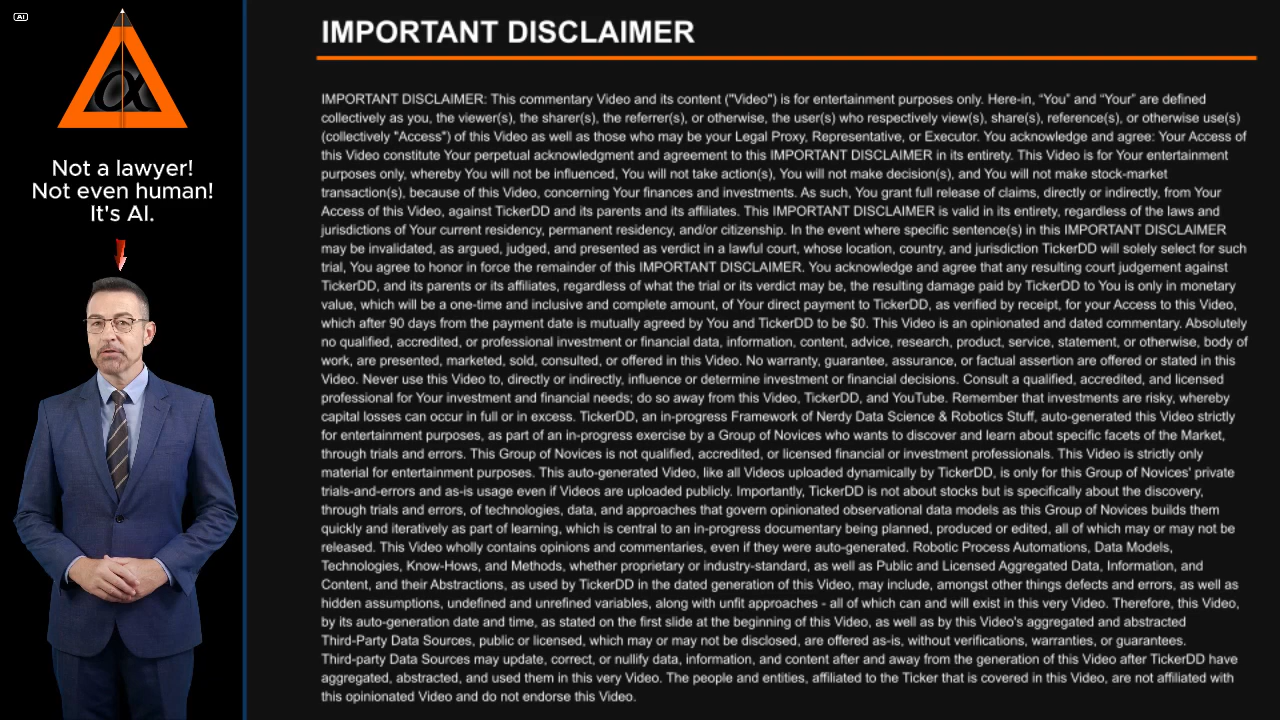 AI
α
Not a lawyer!
Not even human!
It's AI.
IMPORTANT DISCLAIMER
IMPORTANT DISCLAIMER: This commentary Video and its content ("Video") is for entertainment purposes only. Here-in, “You” and “Your” are defined
collectively as you, the viewer(s), the sharer(s), the referrer(s), or otherwise, the user(s) who respectively view(s), share(s), reference(s), or otherwise use(s)
(collectively "Access") of this Video as well as those who may be your Legal Proxy, Representative, or Executor. You acknowledge and agree: Your Access of
this Video constitute Your perpetual acknowledgment and agreement to this IMPORTANT DISCLAIMER in its entirety. This Video is for Your entertainment
purposes only, whereby You will not be influenced, You will not take action(s), You will not make decision(s), and You will not make stock-market
transaction(s), because of this Video, concerning Your finances and investments. As such, You grant full release of claims, directly or indirectly, from Your
Access of this Video, against TickerDD and its parents and its affiliates. This IMPORTANT DISCLAIMER is valid in its entirety, regardless of the laws and
jurisdictions of Your current residency, permanent residency, and/or citizenship. In the event where specific sentence(s) in this IMPORTANT DISCLAIMER
may be invalidated, as argued, judged, and presented as verdict in a lawful court, whose location, country, and jurisdiction TickerDD will solely select for such
trial, You agree to honor in force the remainder of this IMPORTANT DISCLAIMER. You acknowledge and agree that any resulting court judgement against
TickerDD, and its parents or its affiliates, regardless of what the trial or its verdict may be, the resulting damage paid by TickerDD to You is only in monetary
value, which will be a one-time and inclusive and complete amount, of Your direct payment to TickerDD, as verified by receipt, for your Access to this Video,
which after 90 days from the payment date is mutually agreed by You and TickerDD to be $0. This Video is an opinionated and dated commentary. Absolutely
no qualified, accredited, or professional investment or financial data, information, content, advice, research, product, service, statement, or otherwise, body of
work, are presented, marketed, sold, consulted, or offered in this Video. No warranty, guarantee, assurance, or factual assertion are offered or stated in this
Video. Never use this Video to, directly or indirectly, influence or determine investment or financial decisions. Consult a qualified, accredited, and licensed
professional for Your investment and financial needs; do so away from this Video, TickerDD, and YouTube. Remember that investments are risky, whereby
capital losses can occur in full or in excess. TickerDD, an in-progress Framework of Nerdy Data Science & Robotics Stuff, auto-generated this Video strictly
for entertainment purposes, as part of an in-progress exercise by a Group of Novices who wants to discover and learn about specific facets of the Market,
through trials and errors. This Group of Novices is not qualified, accredited, or licensed financial or investment professionals. This Video is strictly only
material for entertainment purposes. This auto-generated Video, like all Videos uploaded dynamically by TickerDD, is only for this Group of Novices' private
trials-and-errors and as-is usage even if Videos are uploaded publicly. Importantly, TickerDD is not about stocks but is specifically about the discovery,
through trials and errors, of technologies, data, and approaches that govern opinionated observational data models as this Group of Novices builds them
quickly and iteratively as part of learning, which is central to an in-progress documentary being planned, produced or edited, all of which may or may not be
released. This Video wholly contains opinions and commentaries, even if they were auto-generated. Robotic Process Automations, Data Models,
Technologies, Know-Hows, and Methods, whether proprietary or industry-standard, as well as Public and Licensed Aggregated Data, Information, and
Content, and their Abstractions, as used by TickerDD in the dated generation of this Video, may include, amongst other things defects and errors, as well as
hidden assumptions, undefined and unrefined variables, along with unfit approaches - all of which can and will exist in this very Video. Therefore, this Video,
by its auto-generation date and time, as stated on the first slide at the beginning of this Video, as well as by this Video's aggregated and abstracted
Third-Party Data Sources, public or licensed, which may or may not be disclosed, are offered as-is, without verifications, warranties, or guarantees.
Third-party Data Sources may update, correct, or nullify data, information, and content after and away from the generation of this Video after TickerDD have
aggregated, abstracted, and used them in this very Video. The people and entities, affiliated to the Ticker that is covered in this Video, are not affiliated with
this opinionated Video and do not endorse this Video.